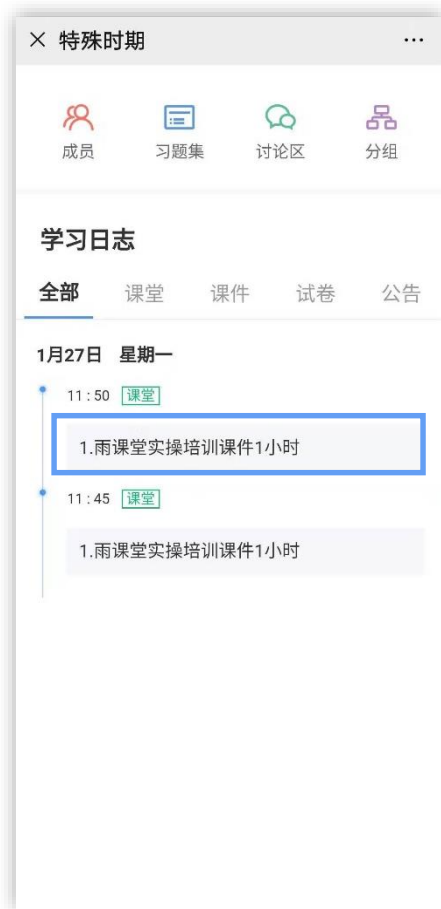 × 特殊时期 ...
成员 习题集 讨论区 分组
学习日志
全部 课堂 课件 试卷 公告
1月27日 星期一
11:50 课堂
1.雨课堂实操培训课件1小时
11:45 课堂
1.雨课堂实操培训课件1小时